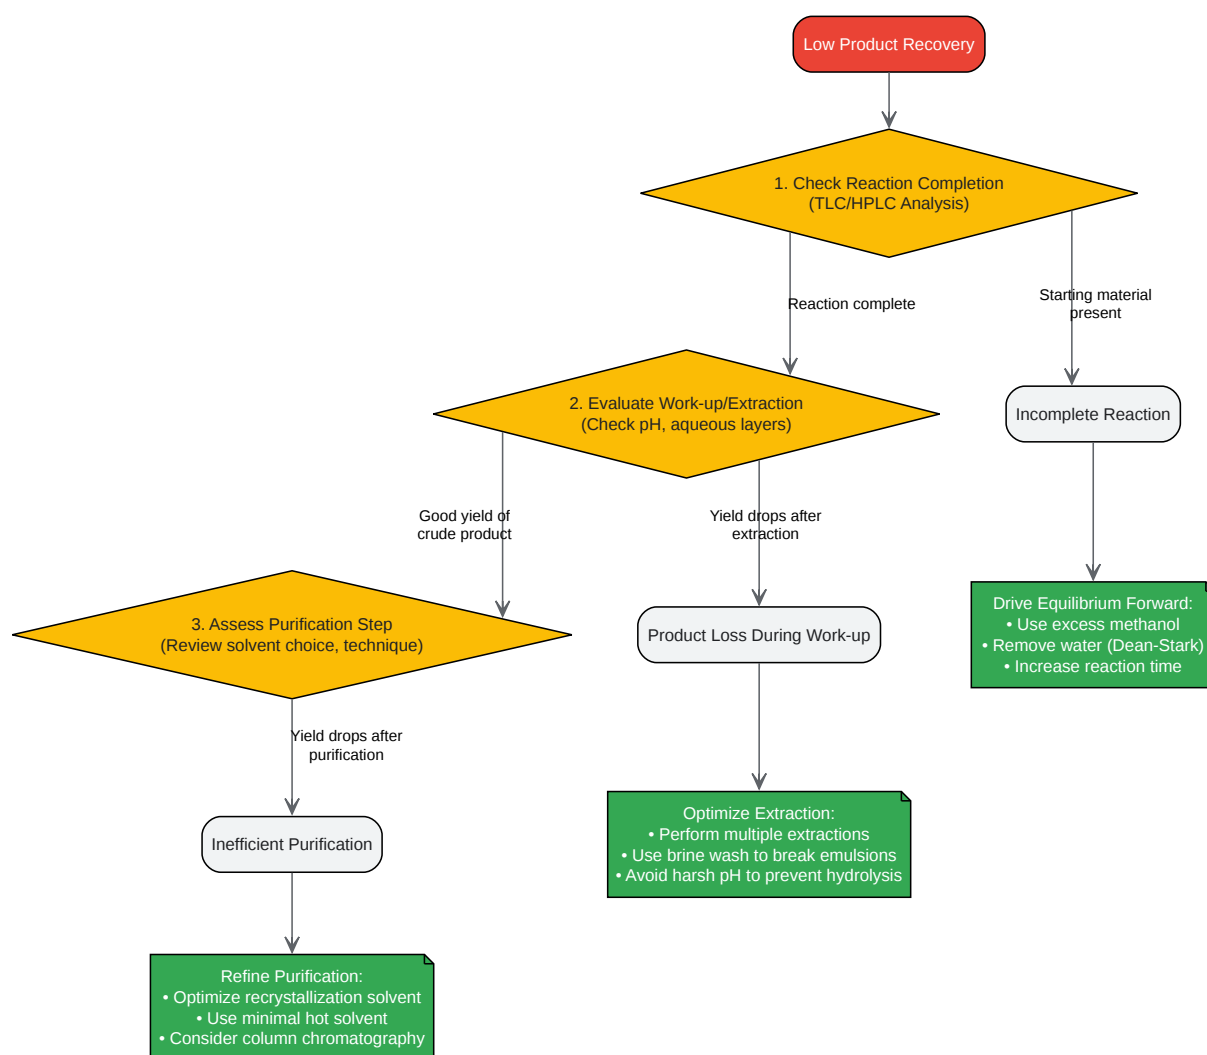 Low Product Recovery
1. Check Reaction Completion
(TLC/HPLC Analysis)
Reaction complete
Starting material
present
2. Evaluate Work-up/Extraction
(Check pH, aqueous layers)
Incomplete Reaction
Good yield of
crude product
Yield drops after
extraction
3. Assess Purification Step
(Review solvent choice, technique)
Product Loss During Work-up
Drive Equilibrium Forward:
• Use excess methanol
• Remove water (Dean-Stark)
• Increase reaction time
Yield drops after
purification
Inefficient Purification
Optimize Extraction:
• Perform multiple extractions
• Use brine wash to break emulsions
• Avoid harsh pH to prevent hydrolysis
Refine Purification:
• Optimize recrystallization solvent
• Use minimal hot solvent
• Consider column chromatography